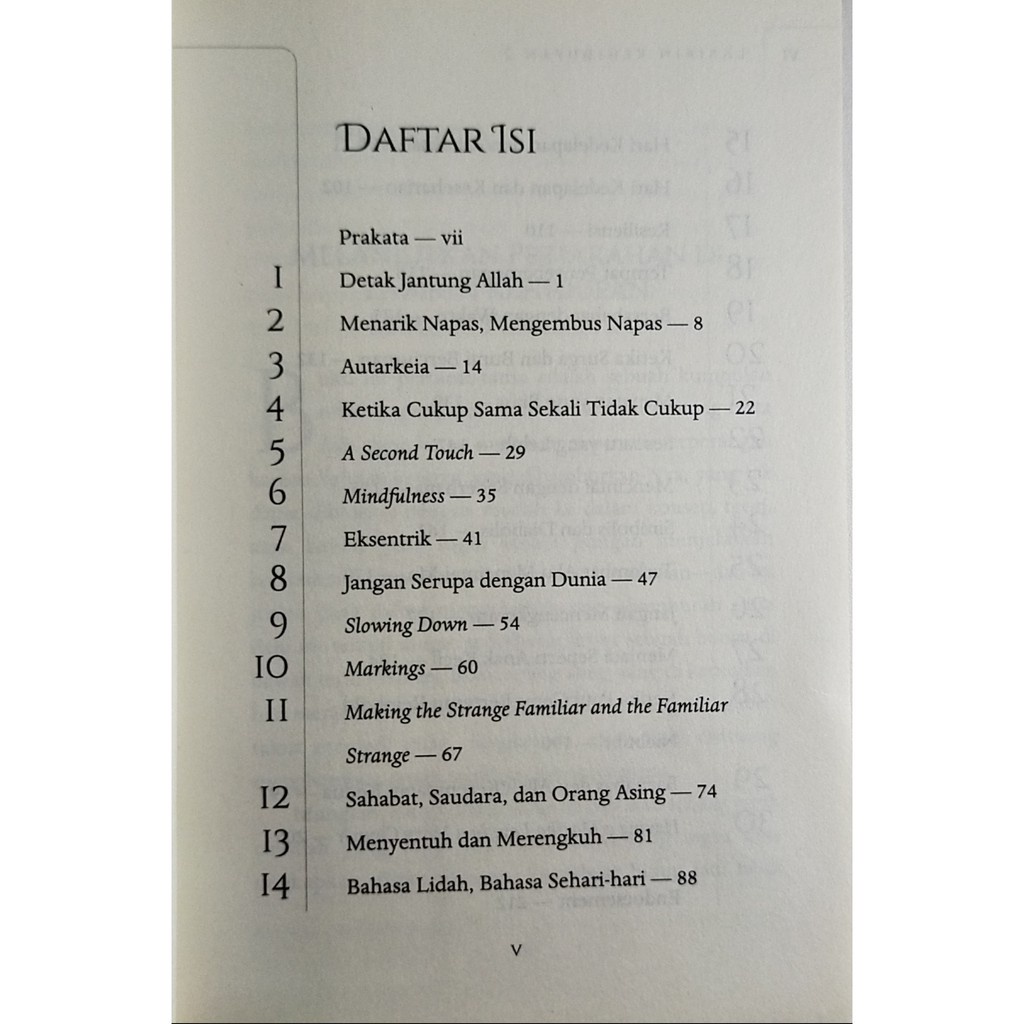 DAFTAR ISI
Prakata — vii
1 Detak Jantung Allah — 1
2 Menarik Napas, Mengembus Napas — 8
3 Autarkeia — 14
4 Ketika Cukup Sama Sekali Tidak Cukup — 22
5 A Second Touch — 29
6 Mindfulness — 35
7 Eksentrik — 41
8 Jangan Serupa dengan Dunia — 47
9 Slowing Down — 54
10 Markings — 60
11 Making the Strange Familiar and the Familiar
Strange — 67
12 Sahabat, Saudara, dan Orang Asing — 74
13 Menyentuh dan Merengkuh — 81
14 Bahasa Lidah, Bahasa Sehari-hari — 88
v